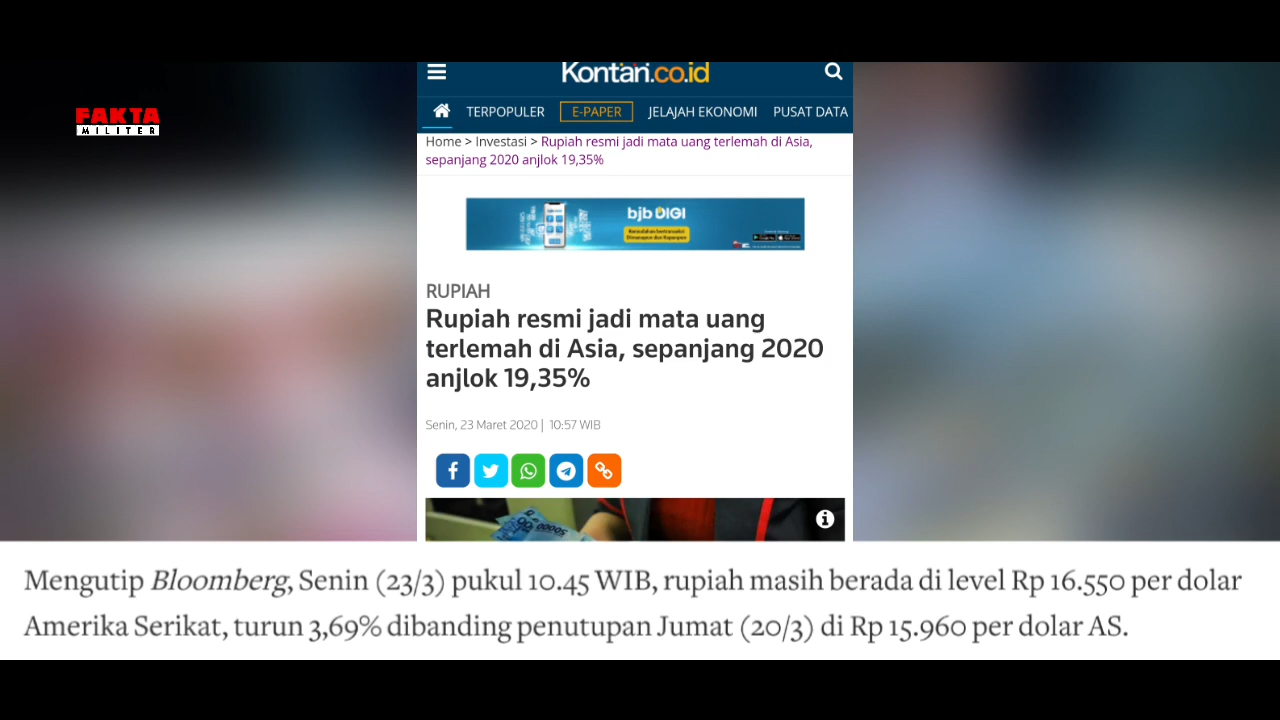 FAKTA
MILITER
Kontan.co.id
TERPOPULER E-PAPER JELAJAH EKONOMI PUSAT DATA
Home > Investasi > Rupiah resmi jadi mata uang terlemah di Asia,
sepanjang 2020 anjlok 19,35%
bjb DIGI
RUPIAH
Rupiah resmi jadi mata uang
terlemah di Asia, sepanjang 2020
anjlok 19,35%
Senin, 23 Maret 2020 | 10:57 WIB
Mengutip Bloomberg, Senin (23/3) pukul 10.45 WIB, rupiah masih berada di level Rp 16.550 per dolar
Amerika Serikat, turun 3,69% dibanding penutupan Jumat (20/3) di Rp 15.960 per dolar AS.